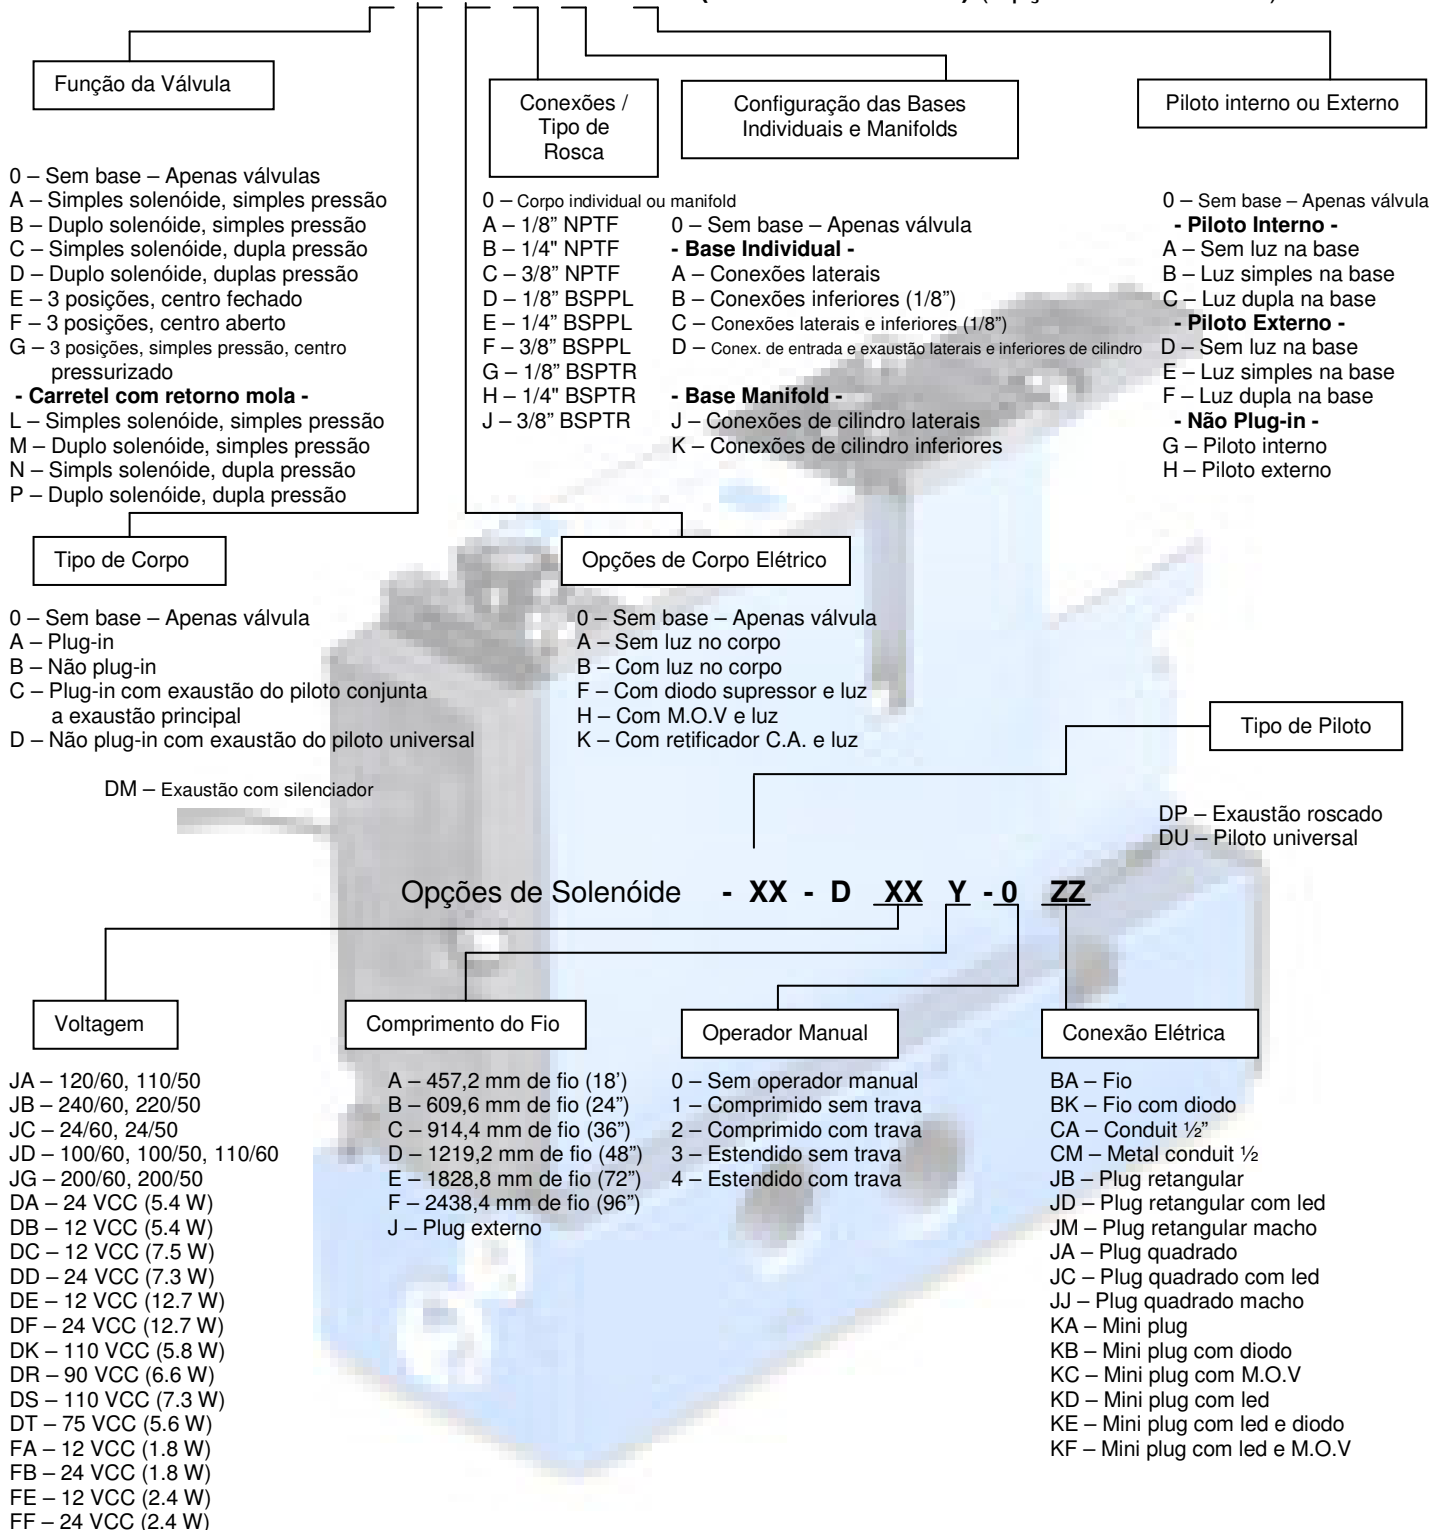 Função da Válvula
Conexões /
Tipo de
Rosca
Configuração das Bases
Individuais e Manifolds
Piloto interno ou Externo
0 – Sem base – Apenas válvulas
A – Simples solenóide, simples pressão
B – Duplo solenóide, simples pressão
C – Simples solenóide, dupla pressão
D – Duplo solenóide, duplas pressão
E – 3 posições, centro fechado
F – 3 posições, centro aberto
G – 3 posições, simples pressão, centro
pressurizado
- Carretel com retorno mola -
L – Simples solenóide, simples pressão
M – Duplo solenóide, simples pressão
N – Simpls solenóide, dupla pressão
P – Duplo solenóide, dupla pressão
0 – Corpo individual ou manifold
A – 1/8” NPTF
B – 1/4" NPTF
C – 3/8” NPTF
D – 1/8” BSPPL
E – 1/4” BSPPL
F – 3/8” BSPPL
G – 1/8” BSPTR
H – 1/4" BSPTR
J – 3/8” BSPTR
0 – Sem base – Apenas válvula
- Base Individual -
A – Conexões laterais
B – Conexões inferiores (1/8”)
C – Conexões laterais e inferiores (1/8”)
D – Conex. de entrada e exaustão laterais e inferiores de cilindro
- Base Manifold -
J – Conexões de cilindro laterais
K – Conexões de cilindro inferiores
0 – Sem base – Apenas válvula
- Piloto Interno -
A – Sem luz na base
B – Luz simples na base
C – Luz dupla na base
- Piloto Externo -
D – Sem luz na base
E – Luz simples na base
F – Luz dupla na base
- Não Plug-in -
G – Piloto interno
H – Piloto externo
Tipo de Corpo
Opções de Corpo Elétrico
0 – Sem base – Apenas válvula
A – Plug-in
B – Não plug-in
C – Plug-in com exaustão do piloto conjunta
a exaustão principal
D – Não plug-in com exaustão do piloto universal
0 – Sem base – Apenas válvula
A – Sem luz no corpo
B – Com luz no corpo
F – Com diodo supressor e luz
H – Com M.O.V e luz
K – Com retificador C.A. e luz
Tipo de Piloto
DM – Exaustão com silenciador
DP – Exaustão roscado
DU – Piloto universal
Opções de Solenóide - XX - D XX Y - 0 ZZ
Voltagem
Comprimento do Fio
Operador Manual
Conexão Elétrica
JA – 120/60, 110/50
JB – 240/60, 220/50
JC – 24/60, 24/50
JD – 100/60, 100/50, 110/60
JG – 200/60, 200/50
DA – 24 VCC (5.4 W)
DB – 12 VCC (5.4 W)
DC – 12 VCC (7.5 W)
DD – 24 VCC (7.3 W)
DE – 12 VCC (12.7 W)
DF – 24 VCC (12.7 W)
DK – 110 VCC (5.8 W)
DR – 90 VCC (6.6 W)
DS – 110 VCC (7.3 W)
DT – 75 VCC (5.6 W)
FA – 12 VCC (1.8 W)
FB – 24 VCC (1.8 W)
FE – 12 VCC (2.4 W)
FF – 24 VCC (2.4 W)
A – 457,2 mm de fio (18’)
B – 609,6 mm de fio (24”)
C – 914,4 mm de fio (36”)
D – 1219,2 mm de fio (48”)
E – 1828,8 mm de fio (72”)
F – 2438,4 mm de fio (96”)
J – Plug externo
0 – Sem operador manual
1 – Comprimido sem trava
2 – Comprimido com trava
3 – Estendido sem trava
4 – Estendido com trava
BA – Fio
BK – Fio com diodo
CA – Conduit ½”
CM – Metal conduit ½
JB – Plug retangular
JD – Plug retangular com led
JM – Plug retangular macho
JA – Plug quadrado
JC – Plug quadrado com led
JJ – Plug quadrado macho
KA – Mini plug
KB – Mini plug com diodo
KC – Mini plug com M.O.V
KD – Mini plug com led
KE – Mini plug com led e diodo
KF – Mini plug com led e M.O.V